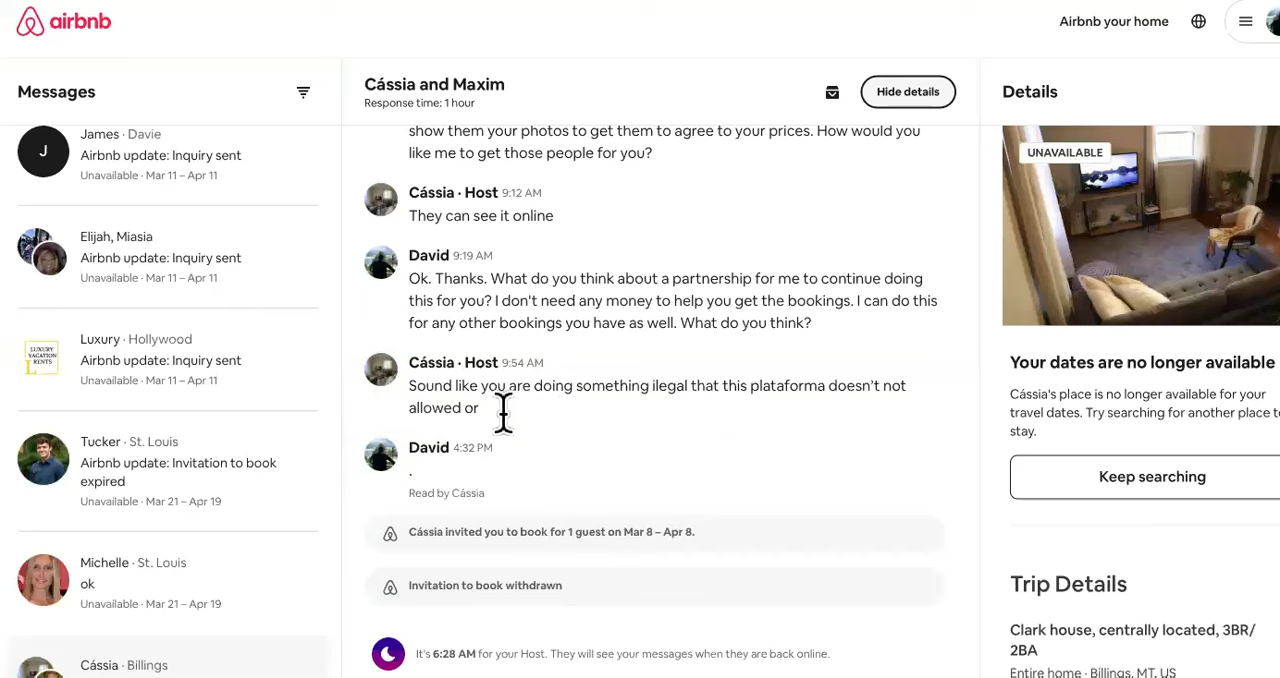 airbnb
Airbnb your home
Messages
James · Davie
J
Airbnb update: Inquiry sent
Unavailable · Mar 11 – Apr 11
Elijah, Miasia
Airbnb update: Inquiry sent
Unavailable · Mar 11 – Apr 11
Luxury · Hollywood
LUXURY
VACATION
RENTS
Airbnb update: Inquiry sent
Unavailable · Mar 11 – Apr 11
Tucker · St. Louis
Airbnb update: Invitation to book
expired
Unavailable · Mar 21 – Apr 19
Michelle · St. Louis
ok
Unavailable · Mar 21 – Apr 19
Cássia · Billings
Cássia and Maxim
Response time: 1 hour
Hide details
show them your photos to get them to agree to your prices. How would you
like me to get those people for you?
Cássia · Host 9:12 AM
They can see it online
David 9:19 AM
Ok. Thanks. What do you think about a partnership for me to continue doing
this for you? I don't need any money to help you get the bookings. I can do this
for any other bookings you have as well. What do you think?
Cássia · Host 9:54 AM
Sound like you are doing something ilegal that this plataforma doesn't not
allowed or
David 4:32 PM
.
Read by Cássia
Cássia invited you to book for 1 guest on Mar 8 – Apr 8.
Invitation to book withdrawn
It's 6:28 AM for your Host. They will see your messages when they are back online.
Details
UNAVAILABLE
Your dates are no longer available
Cássia's place is no longer available for your
travel dates. Try searching for another place to
stay.
Keep searching
Trip Details
Clark house, centrally located, 3BR/
2BA
Entire home · Billings, MT, US